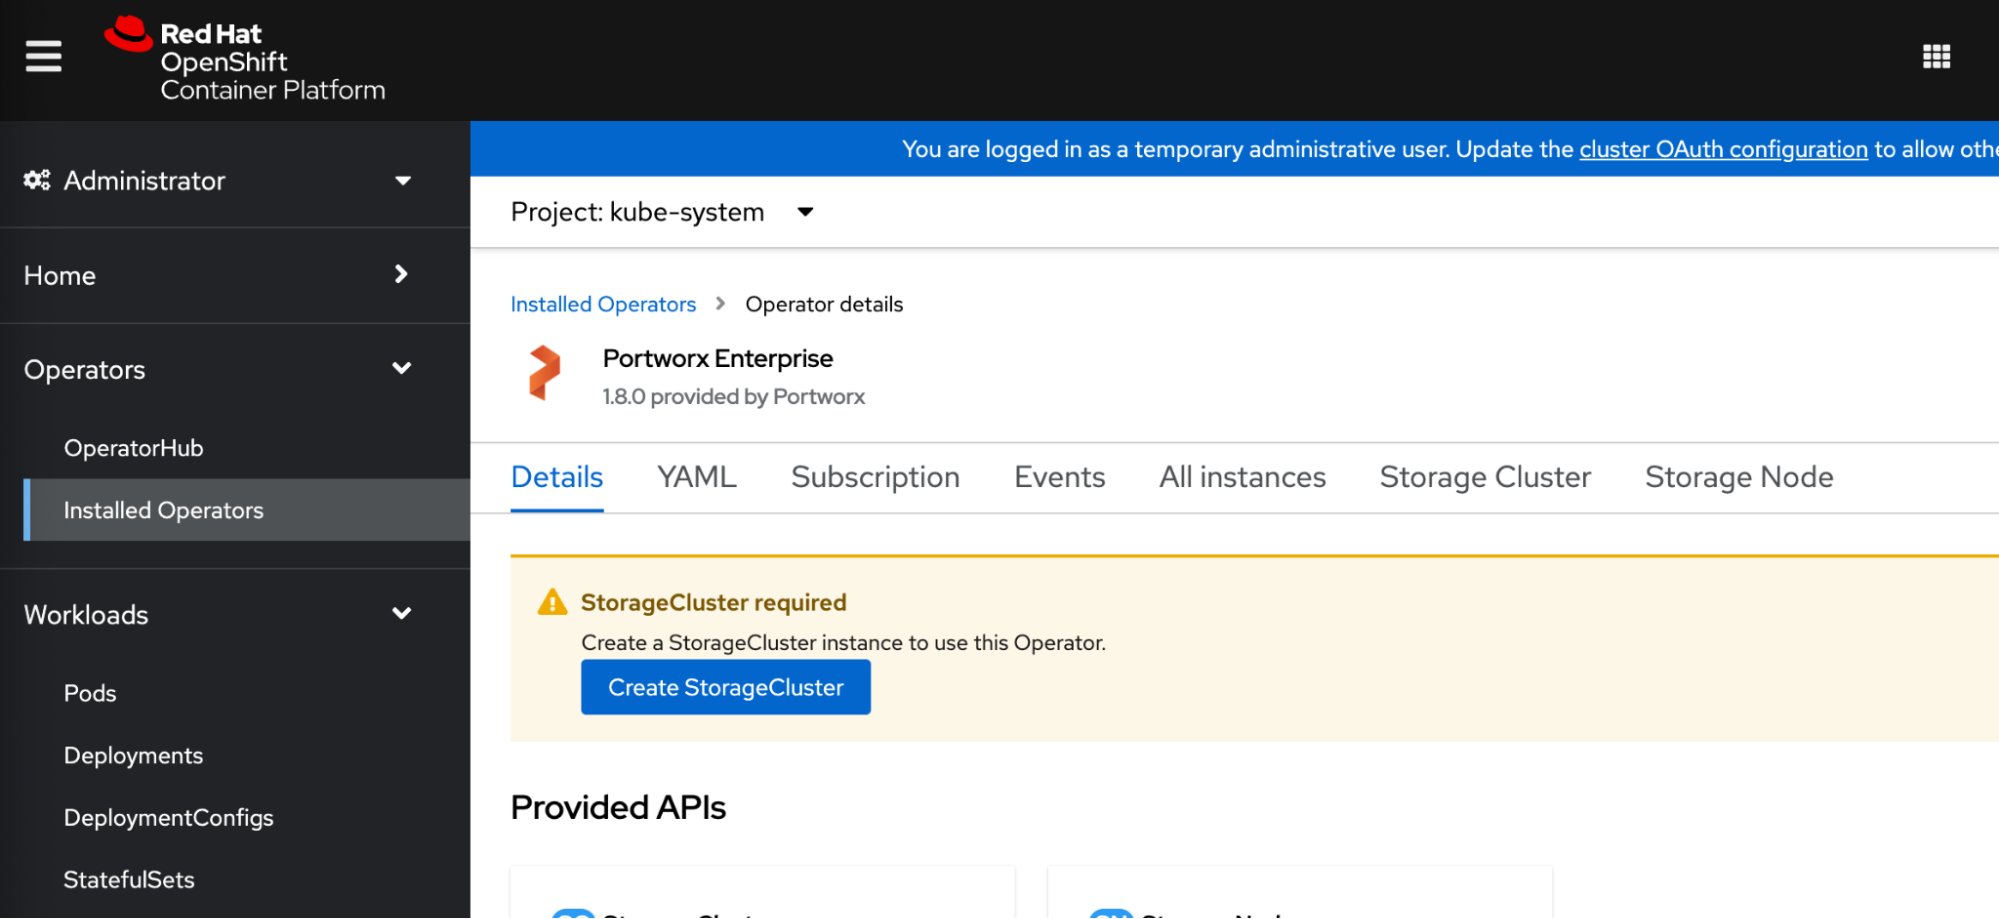 Red Hat
OpenShift
Container Platform
You are logged in as a temporary administrative user. Update the cluster OAuth configuration to allow
Administrator
Project: kube-system
Home
Installed Operators
Operator details
Operators
Portworx Enterprise
1.8.0 provided by Portworx
OperatorHub
Details YAML Subscription Events All instances Storage Cluster Storage Node
Installed Operators
StorageCluster required
Workloads
Create a StorageCluster instance to use this Operator.
Create StorageCluster
Pods
Deployments
Provided APIs
DeploymentConfigs
StatefulSets